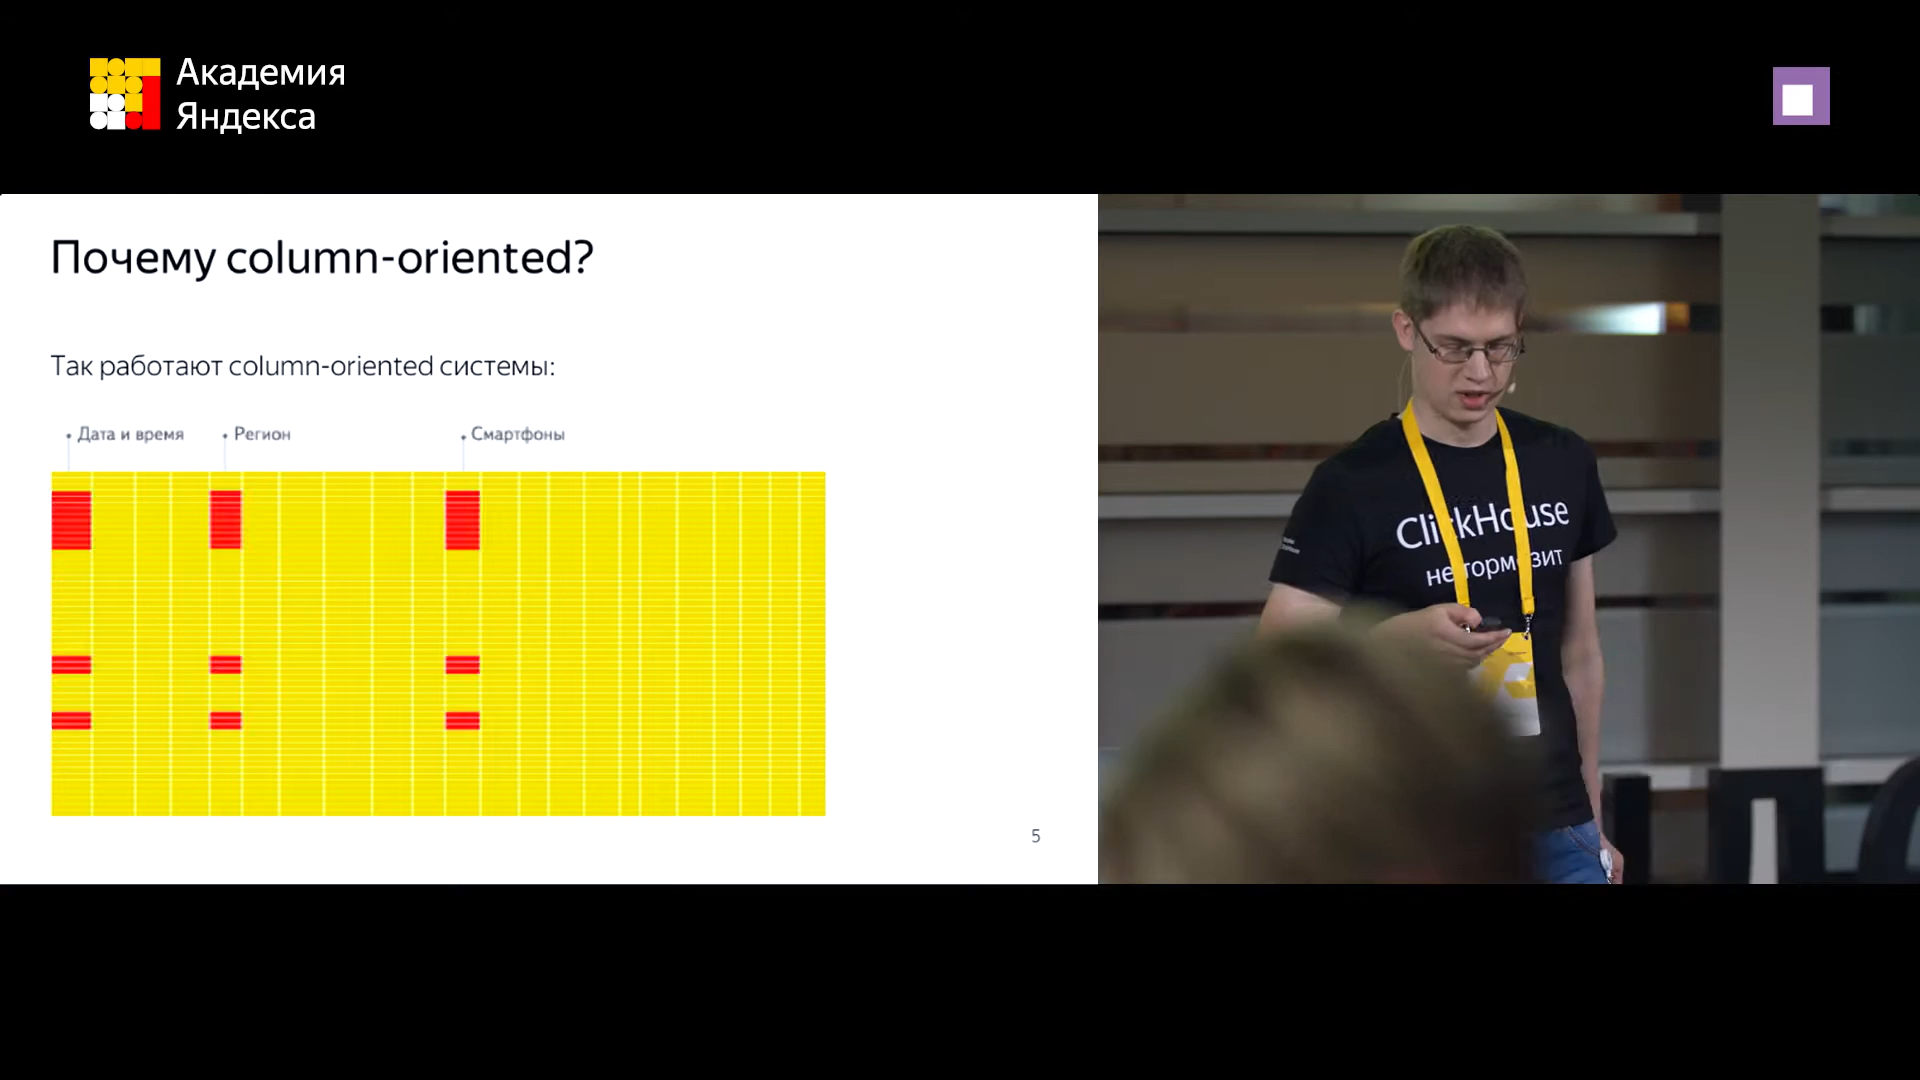 Академия
Яндекса
Почему column-oriented?
Так работают column-oriented системы:
Дата и время
Регион
Смартфоны
5
ClickHouse
не тормозит